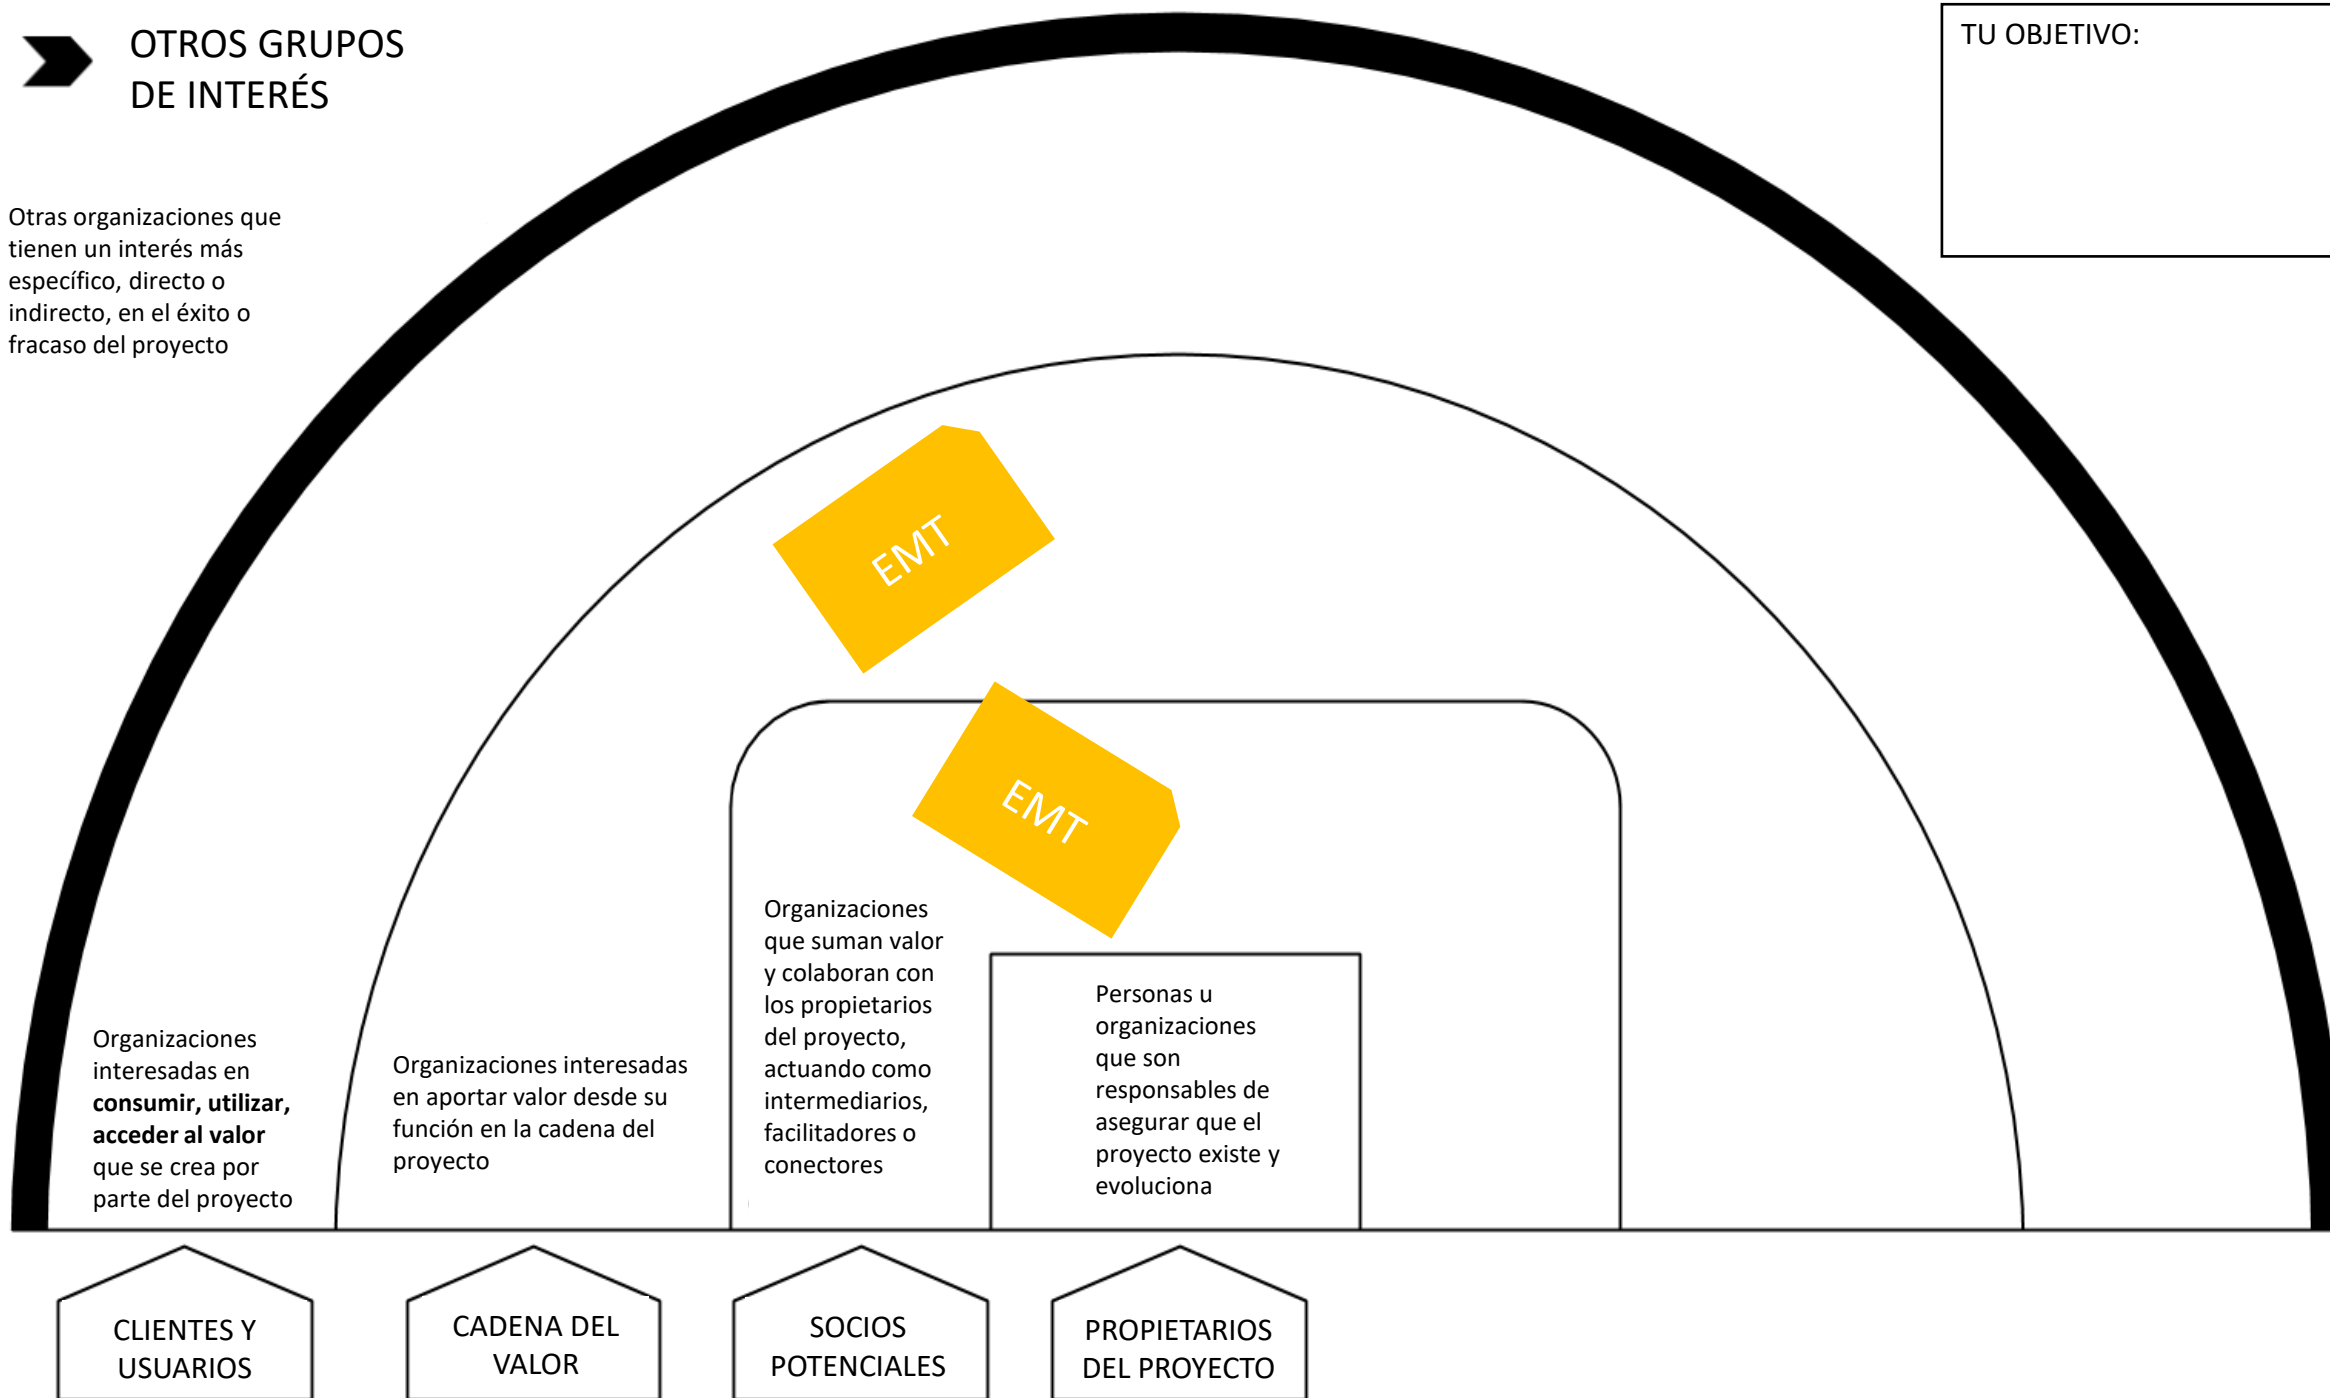 OTROS GRUPOS
DE INTERÉS
TU OBJETIVO:
Otras organizaciones que
tienen un interés más
específico, directo o
indirecto, en el éxito o
fracaso del proyecto
EMT
EMT
Organizaciones
interesadas en
consumir, utilizar,
acceder al valor
que se crea por
parte del proyecto
Organizaciones interesadas
en aportar valor desde su
función en la cadena del
proyecto
Organizaciones
que suman valor
y colaboran con
los propietarios
del proyecto,
actuando como
intermediarios,
facilitadores o
conectores
Personas u
organizaciones
que son
responsables de
asegurar que el
proyecto existe y
evoluciona
CLIENTES Y
USUARIOS
CADENA DEL
VALOR
SOCIOS
POTENCIALES
PROPIETARIOS
DEL PROYECTO